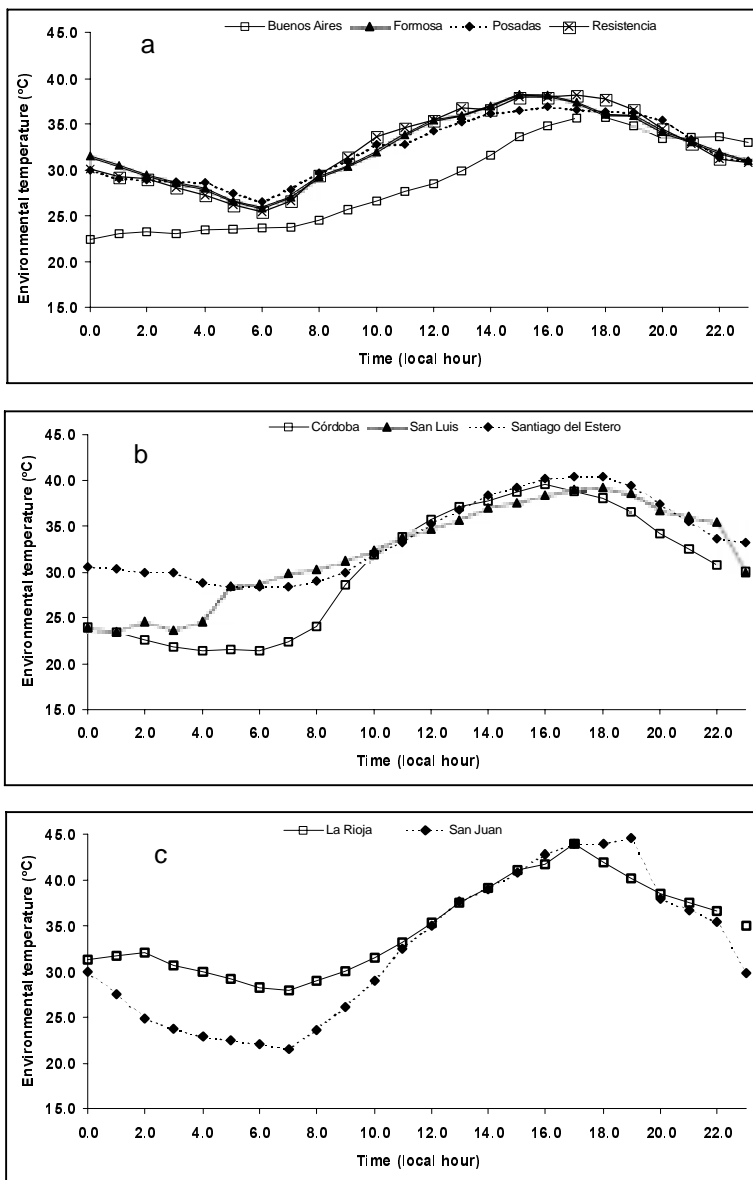 a
Buenos Aires Formosa Posadas Resistencia
Environmental temperature (°C)
45.0
40.0
35.0
30.0
25.0
20.0
15.0
0.0 2.0 4.0 6.0 8.0 10.0 12.0 14.0 16.0 18.0 20.0 22.0
Time (local hour)
b
Córdoba San Luis Santiago del Estero
Environmental temperature (°C)
45.0
40.0
35.0
30.0
25.0
20.0
15.0
0.0 2.0 4.0 6.0 8.0 10.0 12.0 14.0 16.0 18.0 20.0 22.0
Time (local hour)
c
La Rioja San Juan
Environmental temperature (°C)
45.0
40.0
35.0
30.0
25.0
20.0
15.0
0.0 2.0 4.0 6.0 8.0 10.0 12.0 14.0 16.0 18.0 20.0 22.0
Time (local hour)